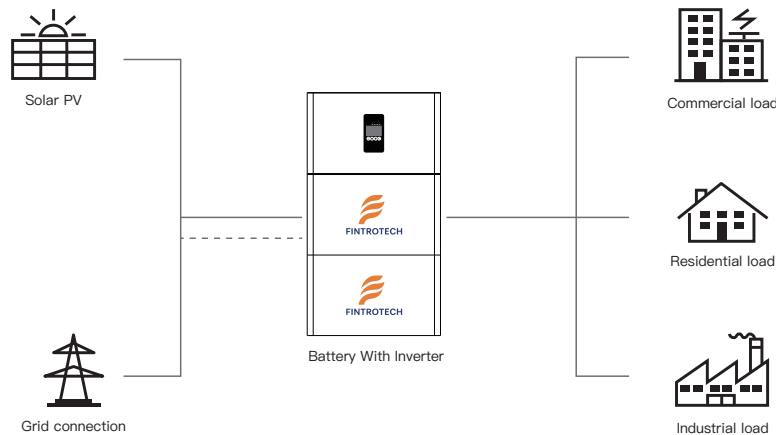 Solar PV
Commercial load
FINTROTECH
Residential load
FINTROTECH
Battery With Inverter
Grid connection
Industrial load